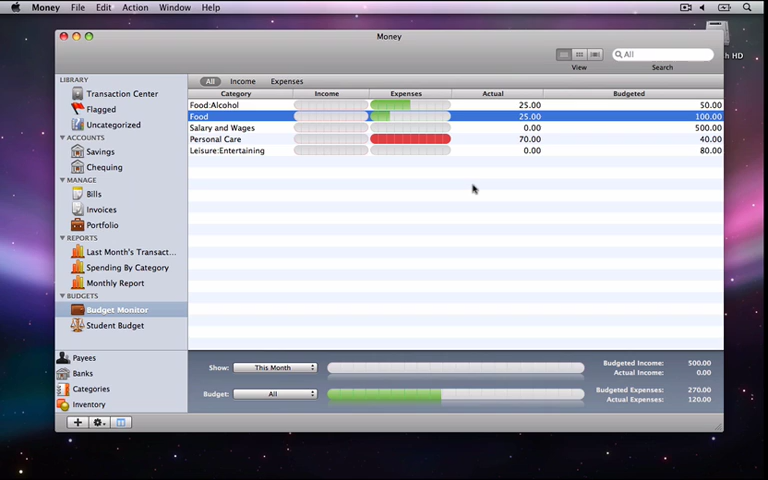 Money File Edit Action Window Help
h HD
Money
All
View Search
LIBRARY
Transaction Center
Flagged
Uncategorized
ACCOUNTS
Savings
Chequing
MANAGE
Bills
Invoices
Portfolio
REPORTS
Last Month's Transact...
Spending By Category
Monthly Report
BUDGETS
Budget Monitor
Student Budget
Payees
Banks
Categories
Inventory
All Income Expenses
Category Income Expenses Actual Budgeted
Food:Alcohol 25.00 50.00
Food 25.00 100.00
Salary and Wages 0.00 500.00
Personal Care 70.00 40.00
Leisure:Entertaining 0.00 80.00
Show: This Month
Budgeted Income: 500.00
Actual Income: 0.00
Budget: All
Budgeted Expenses: 270.00
Actual Expenses: 120.00